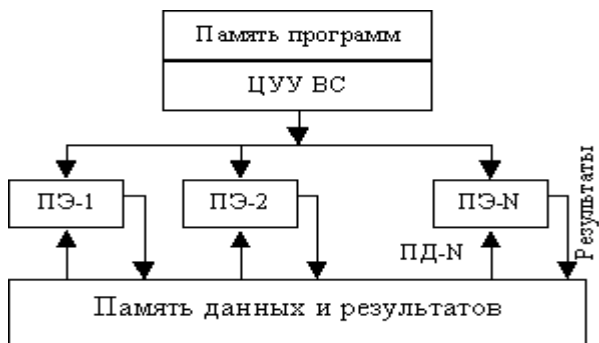 Память программ
ЦУУ ВС
ПЭ-1
ПЭ-2
ПЭ-N
Результаты
ПД-N
Память данных и результатов